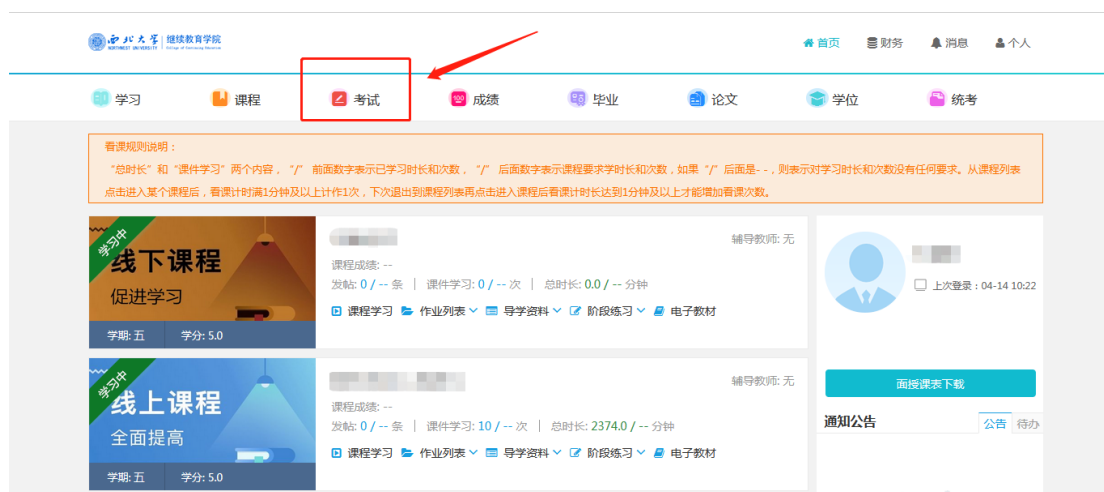 西北大学 继续教育学院
NORTHWEST UNIVERSITY College of Continuing Education
首页 财务 消息 个人
学习 课程 考试 100 成绩 毕业 论文 学位 统考
看课规则说明：
“总时长”和“课件学习”两个内容，“/”前面数字表示已学习时长和次数，“/”后面数字表示课程要求学时长和次数，如果“/”后面是- -，则表示对学习时长和次数没有任何要求。从课程列表
点击进入某个课程后，看课计时满1分钟及以上计作1次，下次退出到课程列表再点击进入课程后看课计时长达到1分钟及以上才能增加看课次数。
学习中
线下课程
促进学习
学期: 五 学分: 5.0
辅导教师: 无
课程成绩: --
发帖: 0 / -- 条 | 课件学习: 0 / -- 次 | 总时长: 0.0 / -- 分钟
课程学习 作业列表 导学资料 阶段练习 电子教材
上次登录：04-14 10:22
学习中
线上课程
全面提高
学期: 五 学分: 5.0
辅导教师: 无
课程成绩: --
发帖: 0 / -- 条 | 课件学习: 10 / -- 次 | 总时长: 2374.0 / -- 分钟
课程学习 作业列表 导学资料 阶段练习 电子教材
面授课表下载
通知公告 公告 待办